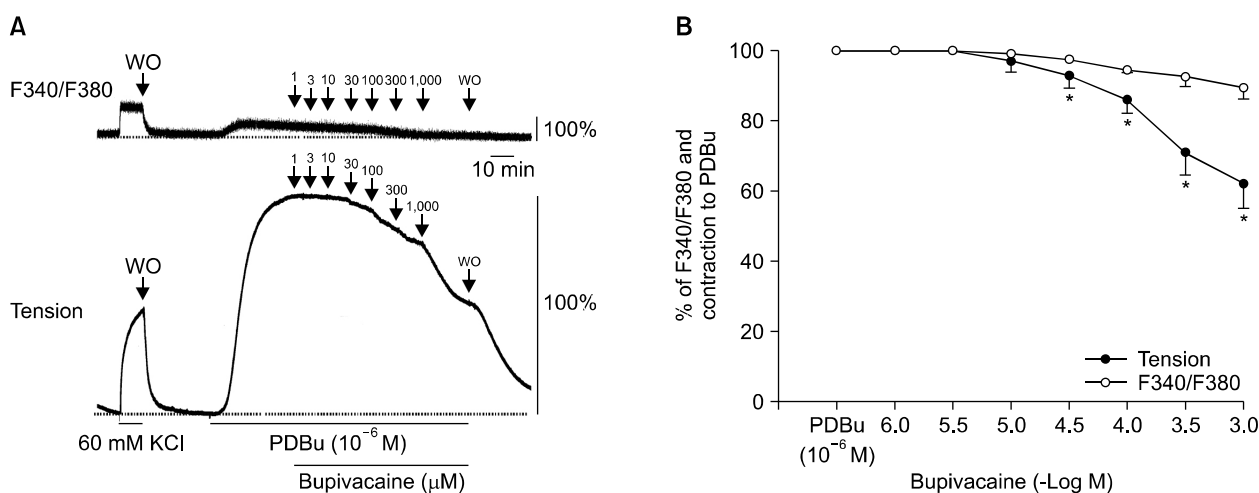 A
WO
F340/F380
1 3 10 30 100 300 1,000 WO
100%
10 min
1 3 10 30 100 300 1,000 WO
WO
Tension
100%
60 mM KCl
PDBu (10⁻⁶ M)
Bupivacaine (μM)
B
% of F340/F380 and
contraction to PDBu
100
80
60
40
20
0
* * * *
Tension
F340/F380
PDBu 6.0 5.5 5.0 4.5 4.0 3.5 3.0
(10⁻⁶ M)
Bupivacaine (-Log M)